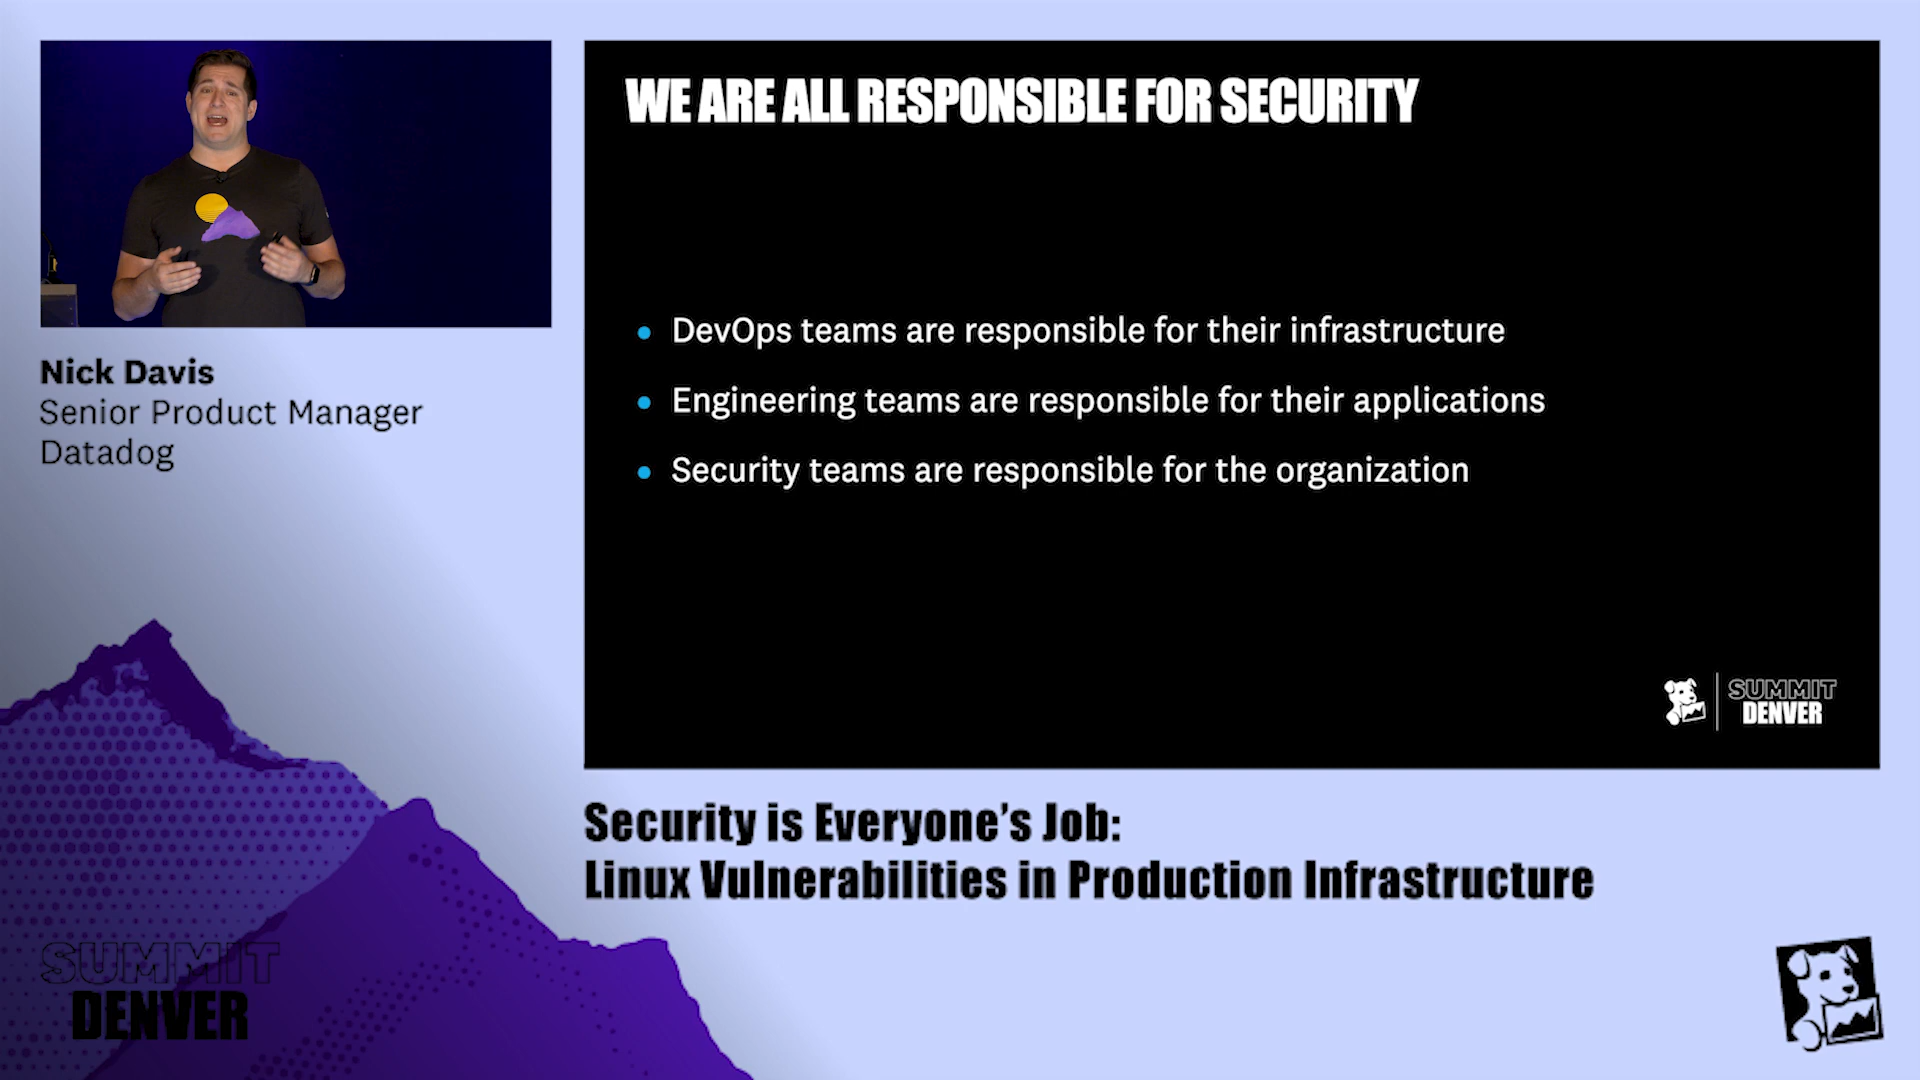 WE ARE ALL RESPONSIBLE FOR SECURITY
DevOps teams are responsible for their infrastructure
Engineering teams are responsible for their applications
Security teams are responsible for the organization
SUMMIT
DENVER
Nick Davis
Senior Product Manager
Datadog
Security is Everyone's Job:
Linux Vulnerabilities in Production Infrastructure
SUMMIT
DENVER